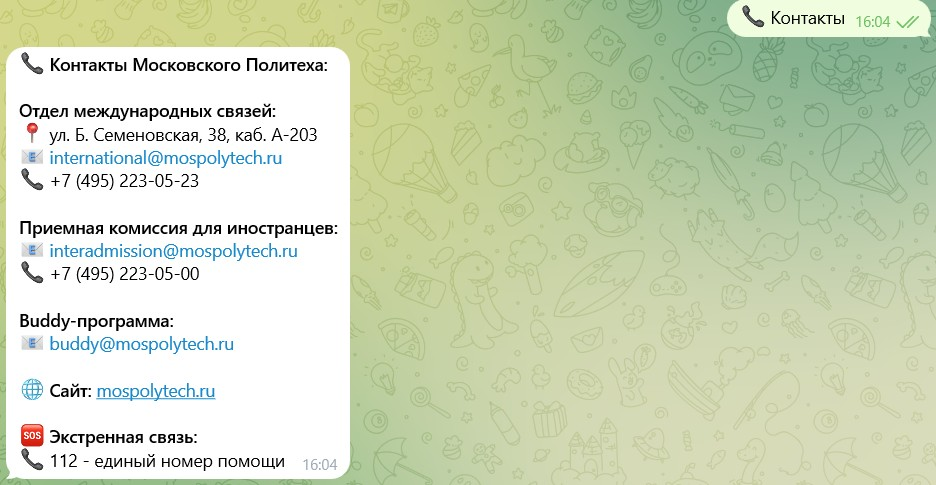 📞 Контакты 16:04
📞 Контакты Московского Политеха:
Отдел международных связей:
📍 ул. Б. Семеновская, 38, каб. А-203
📧 international@mospolytech.ru
📞 +7 (495) 223-05-23
Приемная комиссия для иностранцев:
📧 interadmission@mospolytech.ru
📞 +7 (495) 223-05-00
Buddy-программа:
📧 buddy@mospolytech.ru
🌐 Сайт: mospolytech.ru
🆘 Экстренная связь:
📞 112 - единый номер помощи 16:04